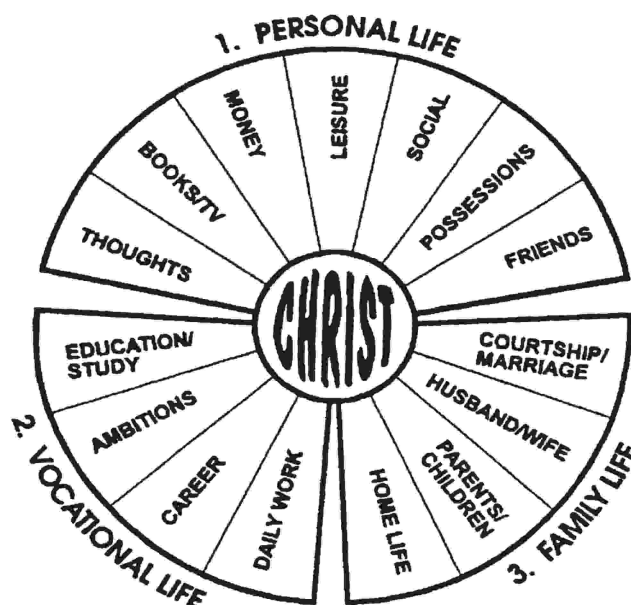 1. PERSONAL LIFE
THOUGHTS
BOOKS/TV
MONEY
LEISURE
SOCIAL
POSSESSIONS
FRIENDS
CHRIST
EDUCATION/
STUDY
AMBITIONS
CAREER
DAILY WORK
2. VOCATIONAL LIFE
COURTSHIP/
MARRIAGE
HUSBAND/WIFE
PARENTS/
CHILDREN
HOME LIFE
3. FAMILY LIFE